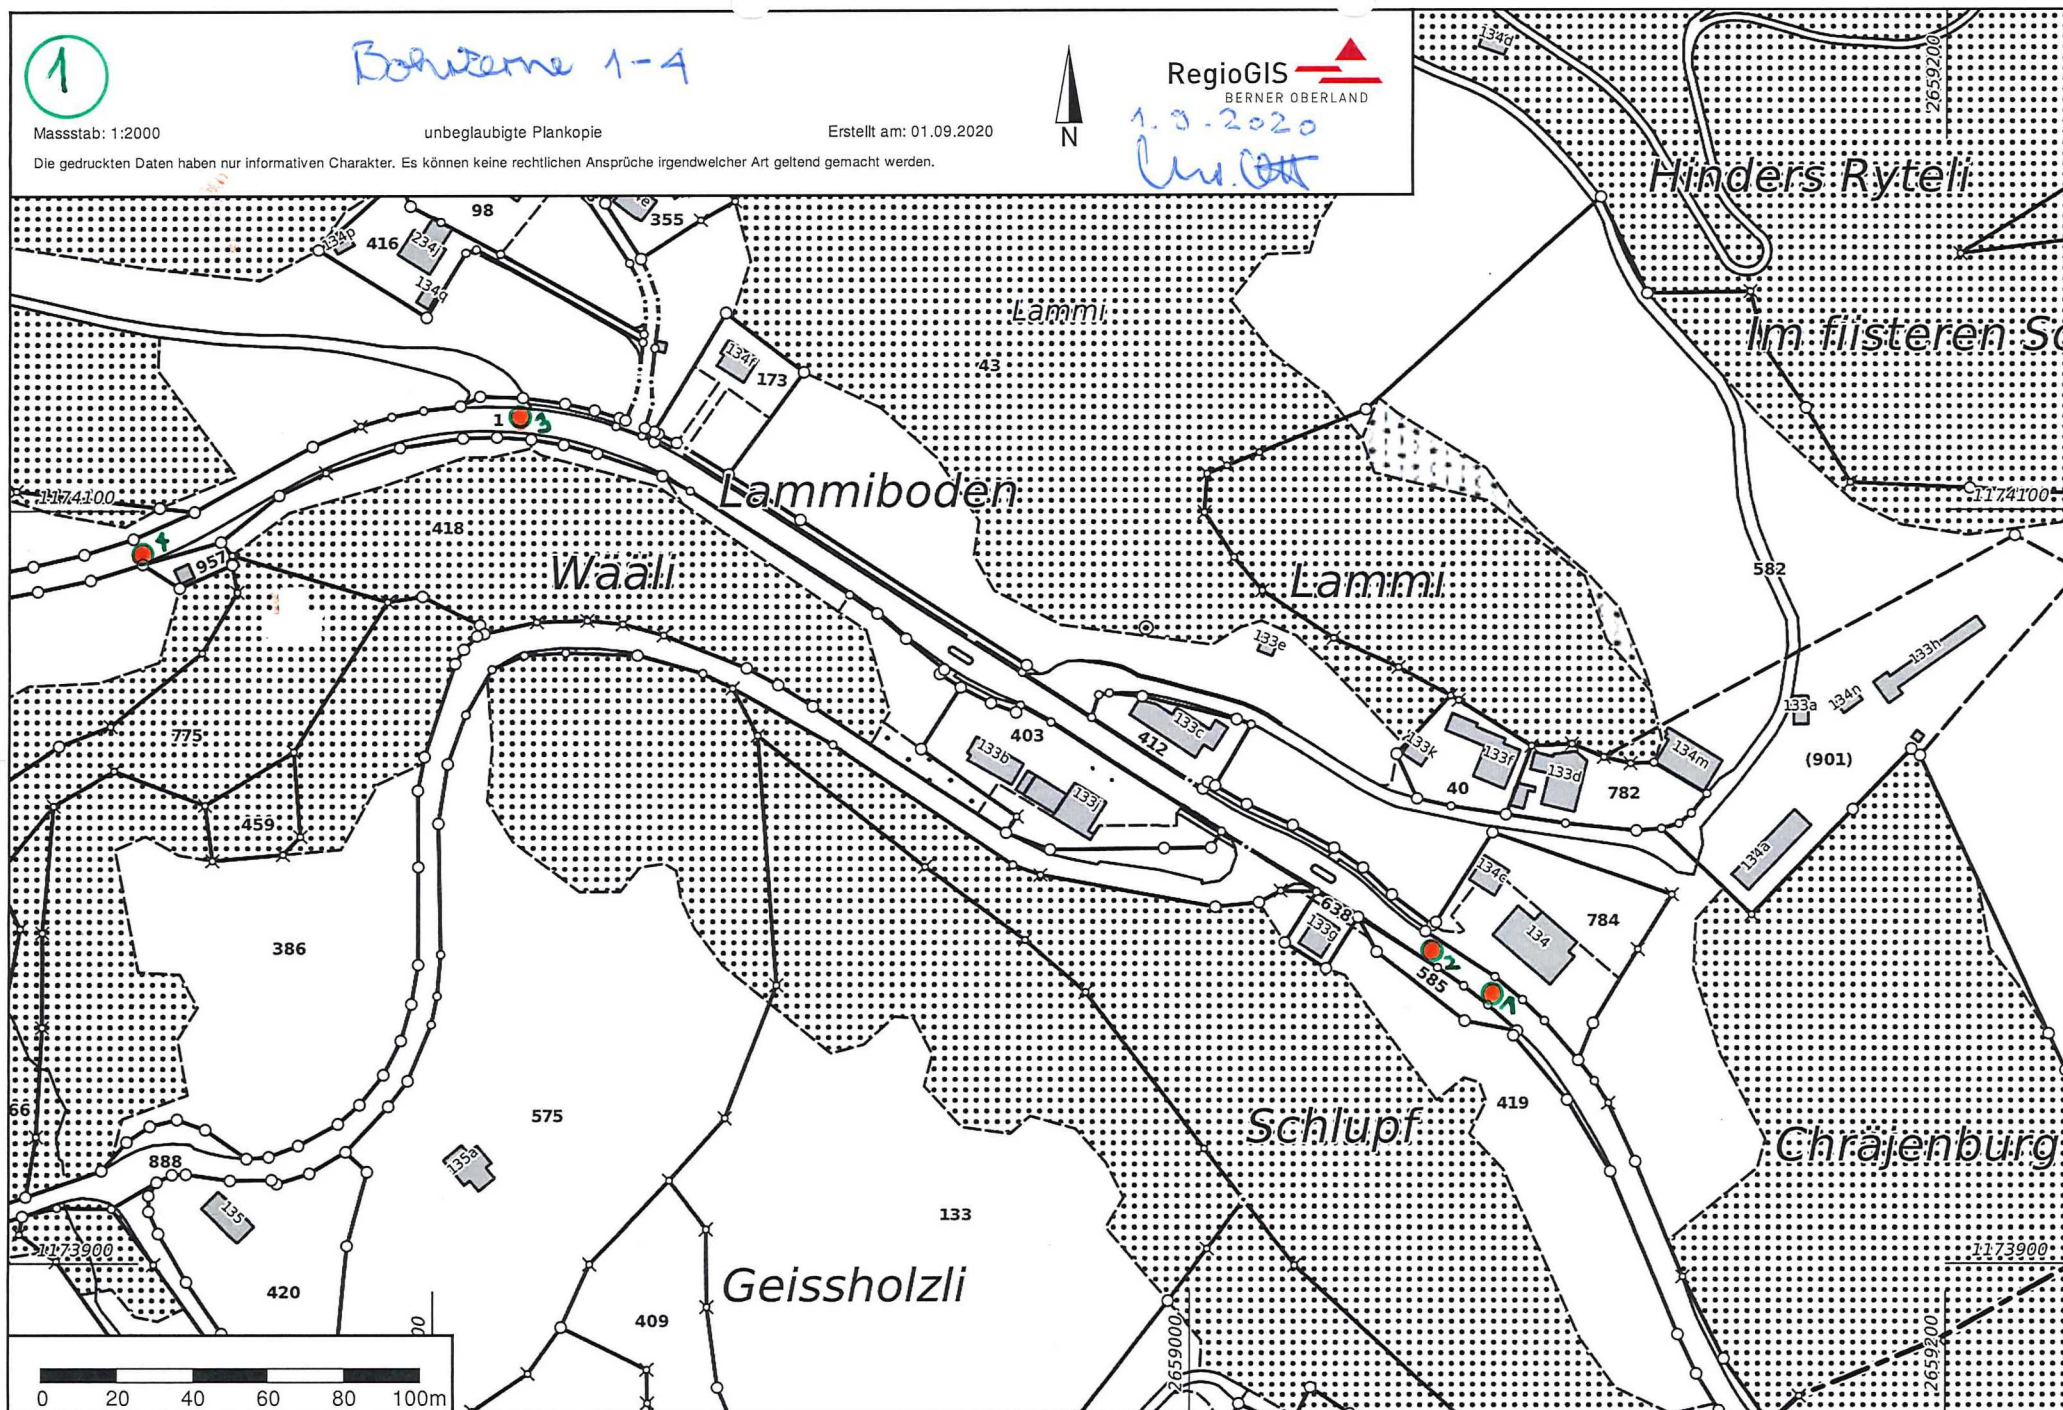 1
Bohrkerne 1-4
RegioGIS
BERNER OBERLAND
N
1.9.2020
Massstab: 1:2000
unbeglaubigte Plankopie
Erstellt am: 01.09.2020
Die gedruckten Daten haben nur informativen Charakter. Es können keine rechtlichen Ansprüche irgendwelcher Art geltend gemacht werden.
134d
2659200
Hinders Ryteli
98
355
134p
416
234j
134q
Lammi
43
Im fiisteren
134f
173
1
3
1174100
Lammiboden
1174100
418
4
957
Wääli
Lammi
582
133e
133h
134n
133a
775
403
412
133c
133k
133f
133d
134m
(901)
133b
133j
40
782
459
134a
134c
784
134
638
133g
386
2
585
1
66
575
Schlupf
419
Chräjenburg
888
135a
135
133
1173900
1173900
420
Geissholzli
409
00
2659000
2659200
0 20 40 60 80 100m